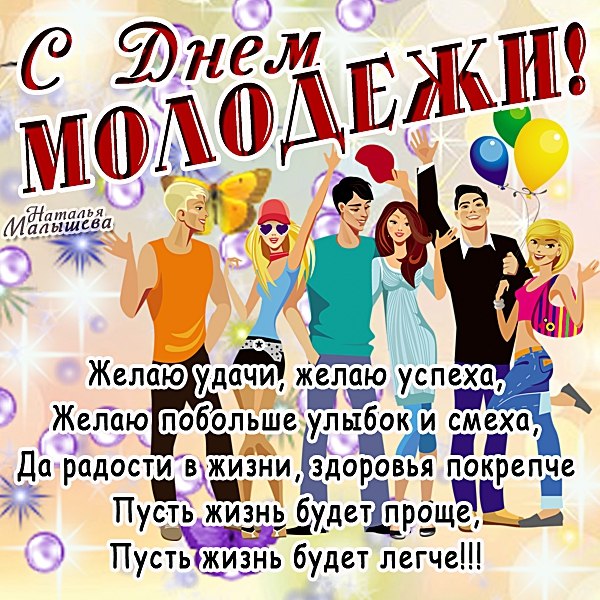 С Днем
МОЛОДЕЖИ!
Наталья
Малышева
Желаю удачи, желаю успеха,
Желаю побольше улыбок и смеха,
Да радости в жизни, здоровья покрепче
Пусть жизнь будет проще,
Пусть жизнь будет легче!!!